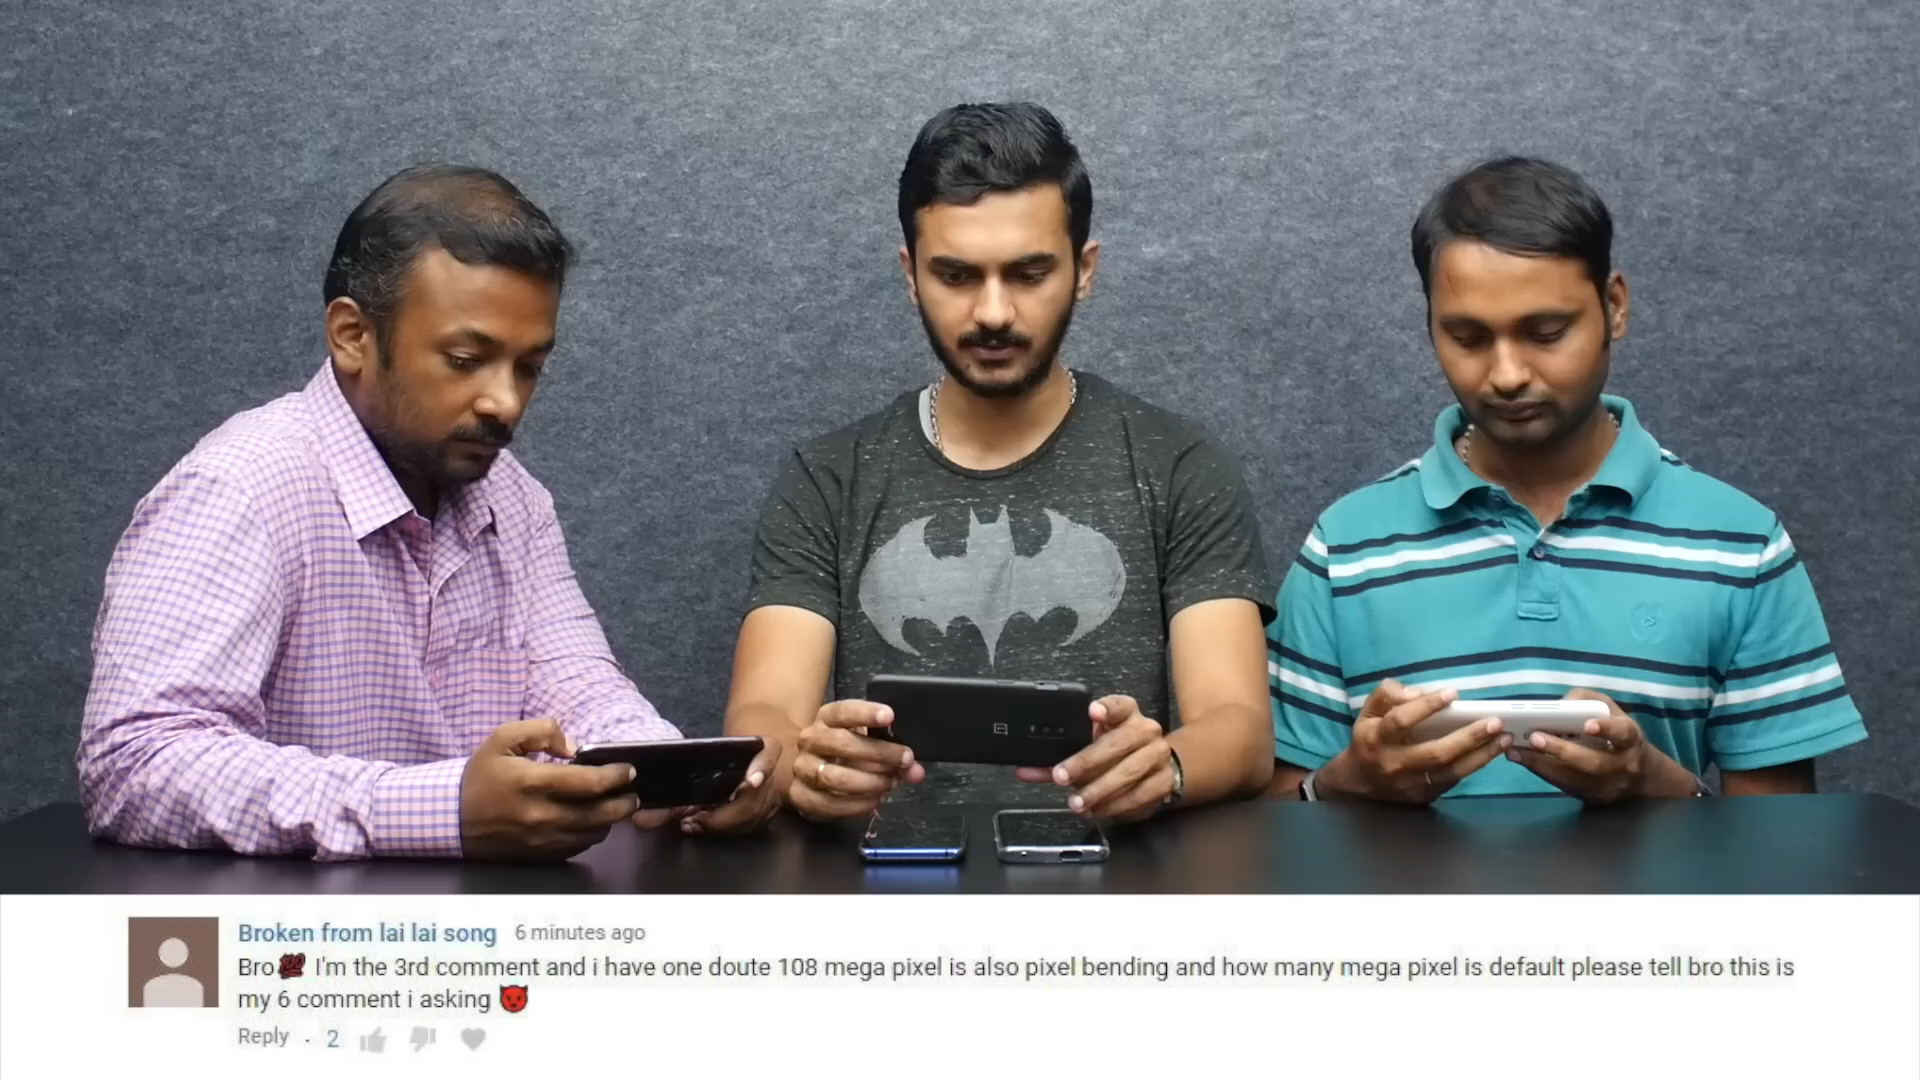 Broken from lai lai song 6 minutes ago
Bro💯 I'm the 3rd comment and i have one doute 108 mega pixel is also pixel bending and how many mega pixel is default please tell bro this is
my 6 comment i asking 👿
Reply . 2